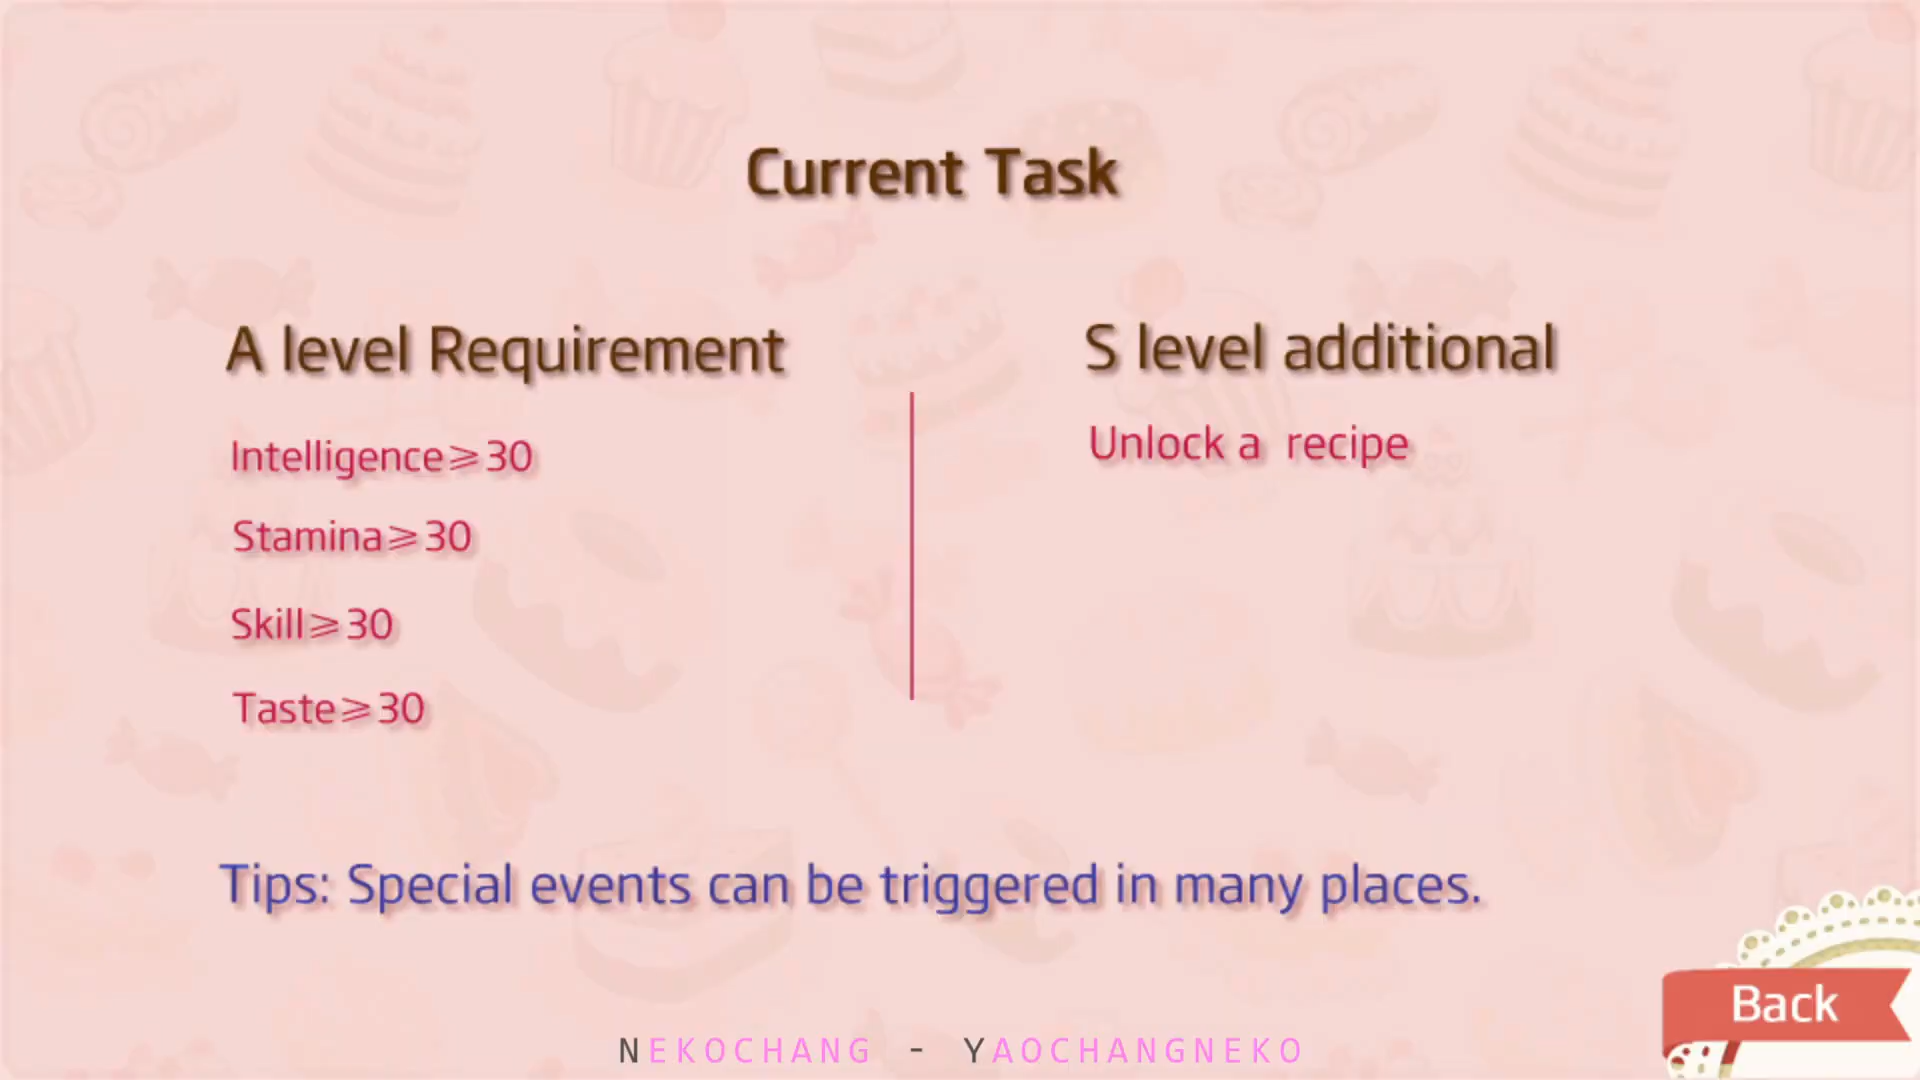 Current Task
A level Requirement
Intelligence⩾30
Stamina⩾30
Skill⩾30
Taste⩾30
S level additional
Unlock a recipe
Tips: Special events can be triggered in many places.
Back
NEKOCHANG - YAOCHANGNEKO